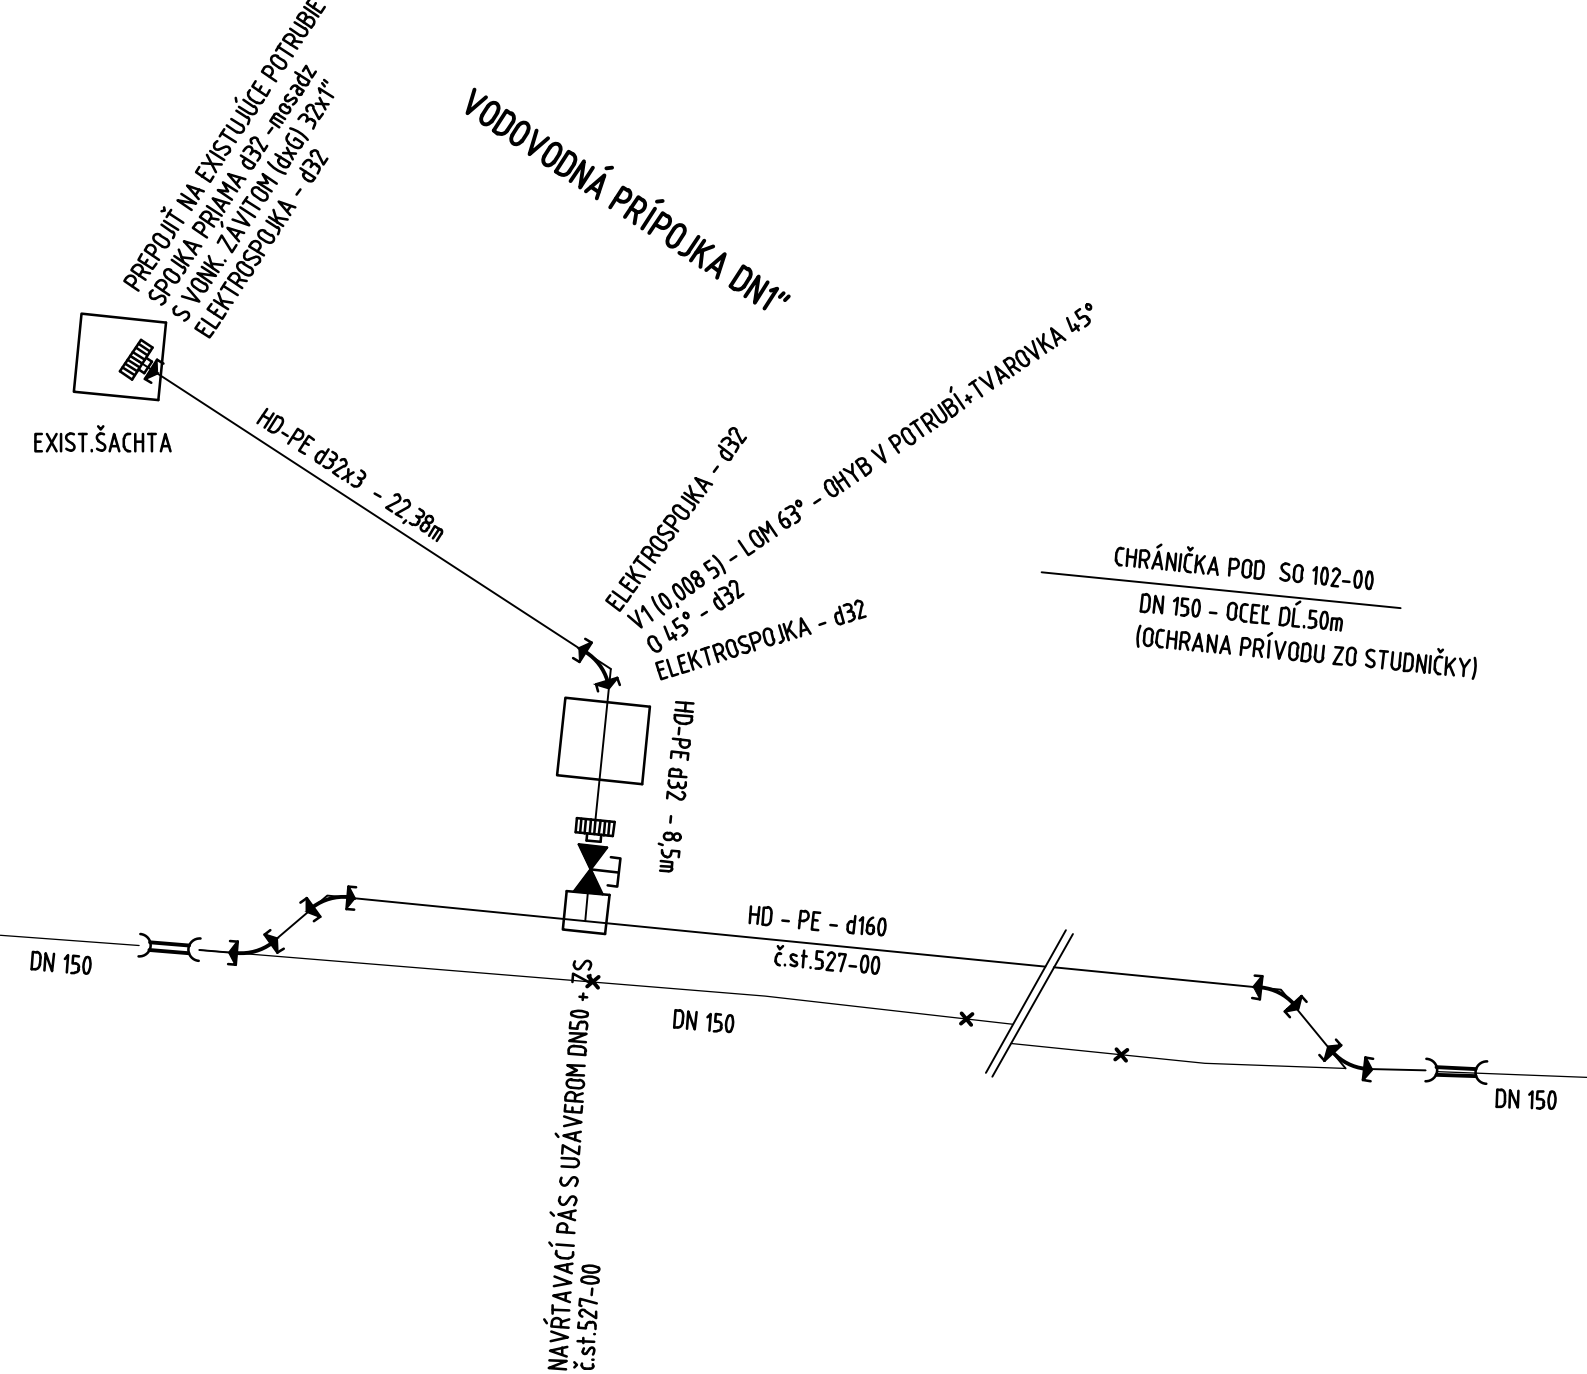 PREPOJIŤ NA EXISTUJÚCE POTRUBIE
SPOJKA PRIAMA d32 -mosadz
S VONK. ZÁVITOM (dxG) 32x1"
ELEKTROSPOJKA - d32
VODOVODNÁ PRÍPOJKA DN1"
EXIST.ŠACHTA
HD-PE d32x3 - 22,38m
ELEKTROSPOJKA - d32
V1 (0,008 5) - LOM 63° - OHYB V POTRUBÍ+TVAROVKA 45°
O 45° - d32
ELEKTROSPOJKA - d32
CHRÁNIČKA POD SO 102-00
DN 150 - OCEĽ DĹ.50m
(OCHRANA PRÍVODU ZO STUDNIČKY)
HD-PE d32 - 8,5m
HD - PE - d160
č.st.527-00
DN 150
DN 150
DN 150
NAVŔTAVACÍ PÁS S UZÁVEROM DN50 + ZS
č.st.527-00